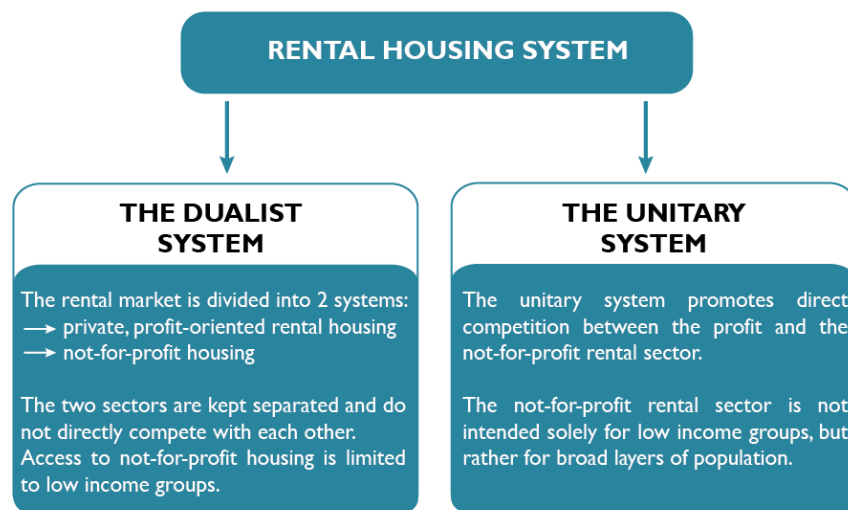 RENTAL HOUSING SYSTEM
THE DUALIST
SYSTEM
The rental market is divided into 2 systems:
→ private, profit-oriented rental housing
→ not-for-profit housing
The two sectors are kept separated and do
not directly compete with each other.
Access to not-for-profit housing is limited
to low income groups.
THE UNITARY
SYSTEM
The unitary system promotes direct
competition between the profit and the
not-for-profit rental sector.
The not-for-profit rental sector is not
intended solely for low income groups, but
rather for broad layers of population.